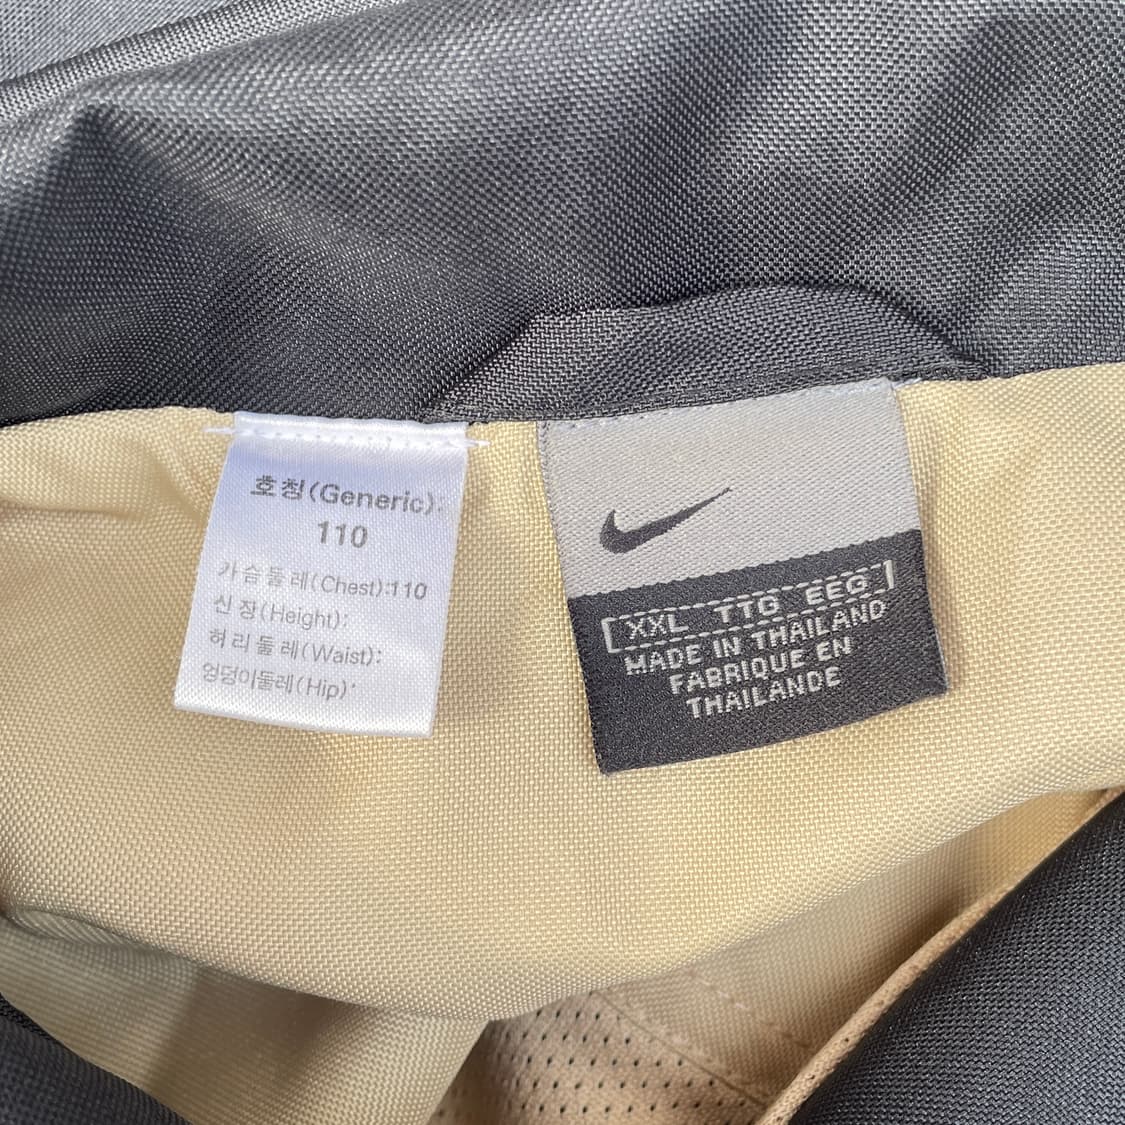 호칭(Generic):
110
가슴둘레(Chest):110
신장(Height):
허리둘레(Waist):
엉덩이둘레(Hip):
XXL TTG EEG
MADE IN THAILAND
FABRIQUE EN
THAILANDE